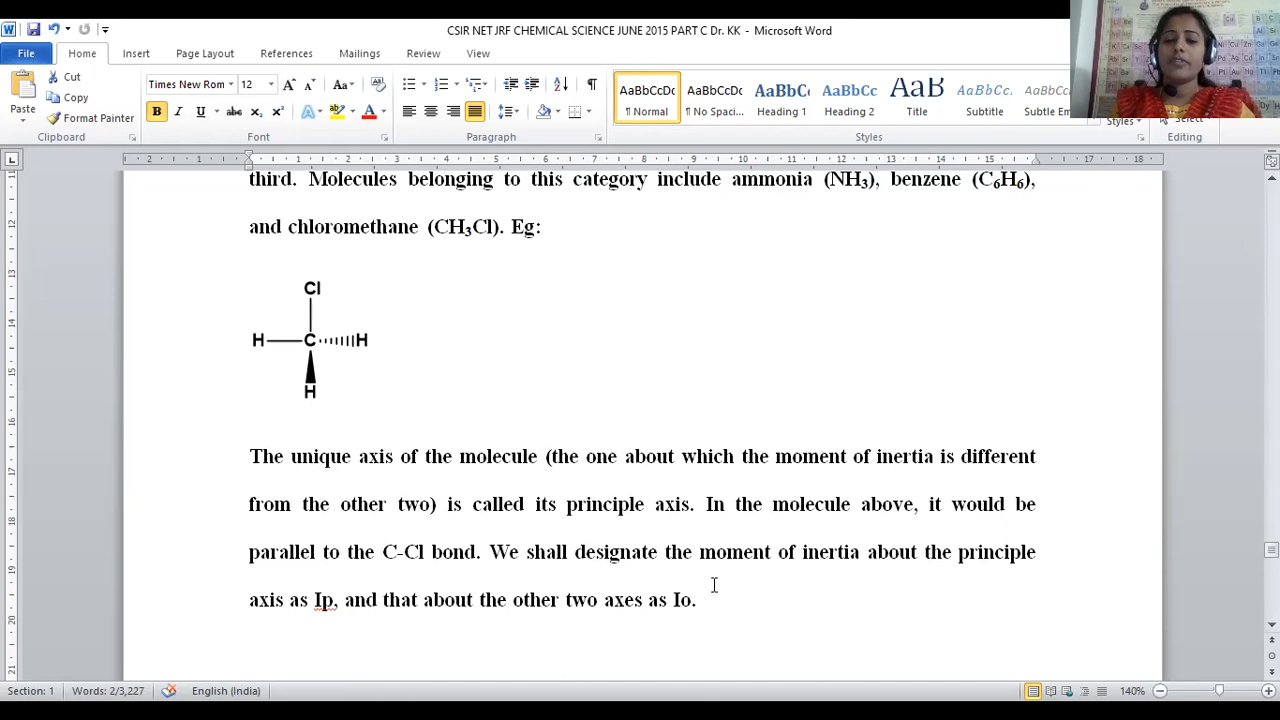 CSIR NET JRF CHEMICAL SCIENCE JUNE 2015 PART C Dr. KK - Microsoft Word
File Home Insert Page Layout References Mailings Review View
Paste
Cut
Copy
Format Painter
Clipboard
Times New Rom 12
Font
Paragraph
AaBbCcDc AaBbCcDc AaBbCc AaBbCc AaB AaBbCc. AaBbCc.
¶ Normal ¶ No Spaci... Heading 1 Heading 2 Title Subtitle Subtle Em
Styles
Styles
Select
Editing
third. Molecules belonging to this category include ammonia (NH3), benzene (C6H6),
and chloromethane (CH3Cl). Eg:
Cl
H C H
H
The unique axis of the molecule (the one about which the moment of inertia is different
from the other two) is called its principle axis. In the molecule above, it would be
parallel to the C-Cl bond. We shall designate the moment of inertia about the principle
axis as Ip, and that about the other two axes as Io.
Section: 1 Words: 2/3,227 English (India) 140%